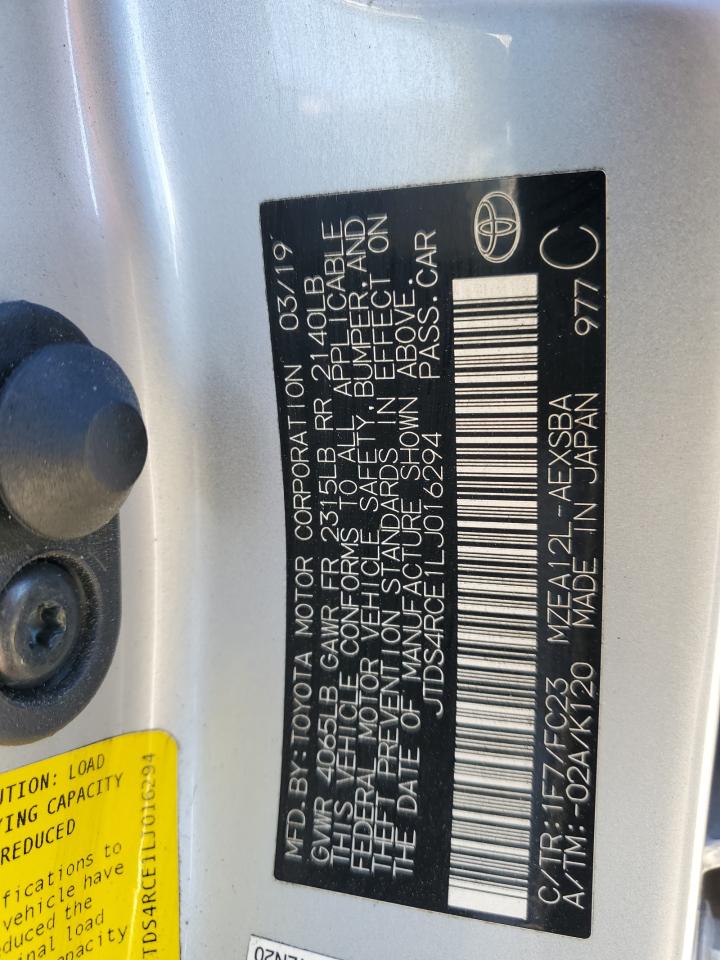 MFD. BY: TOYOTA MOTOR CORPORATION 03/19
GVWR 4065LB GAWR FR 2315LB RR 2140LB
THIS VEHICLE CONFORMS TO ALL APPLICABLE
FEDERAL MOTOR VEHICLE SAFETY, BUMPER, AND
THEFT PREVENTION STANDARDS IN EFFECT ON
THE DATE OF MANUFACTURE SHOWN ABOVE.
JTDS4RCE1LJ016294 PASS. CAR
C/TR: 1F7/FC23 MZEA12L-AEXSBA 977 C
A/TM: -02A/K120 MADE IN JAPAN
UTION: LOAD
YING CAPACITY
REDUCED
fications to
vehicle have
duced the
inal load
apacity
TDS4RCE1LJ016294
ZN20